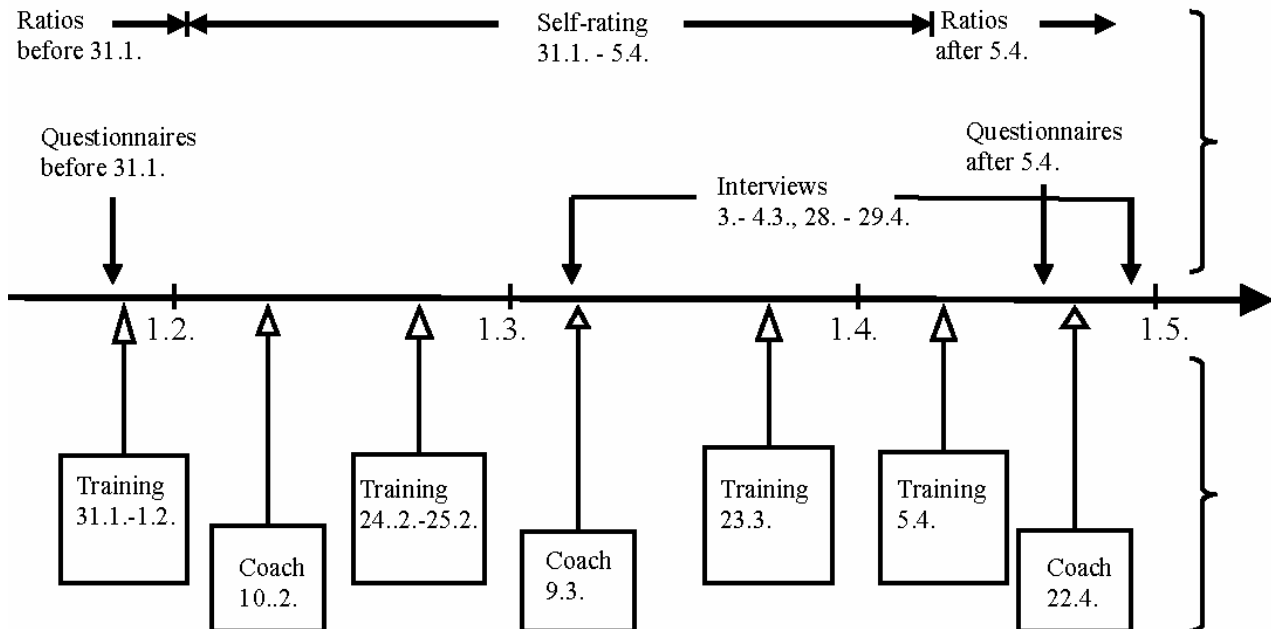 Ratios
before 31.1.
Self-rating
31.1. - 5.4.
Ratios
after 5.4.
Questionnaires
before 31.1.
Questionnaires
after 5.4.
Interviews
3.- 4.3., 28. - 29.4.
1.2.
1.3.
1.4.
1.5.
Training
31.1.-1.2.
Coach
10..2.
Training
24..2.-25.2.
Coach
9.3.
Training
23.3.
Training
5.4.
Coach
22.4.